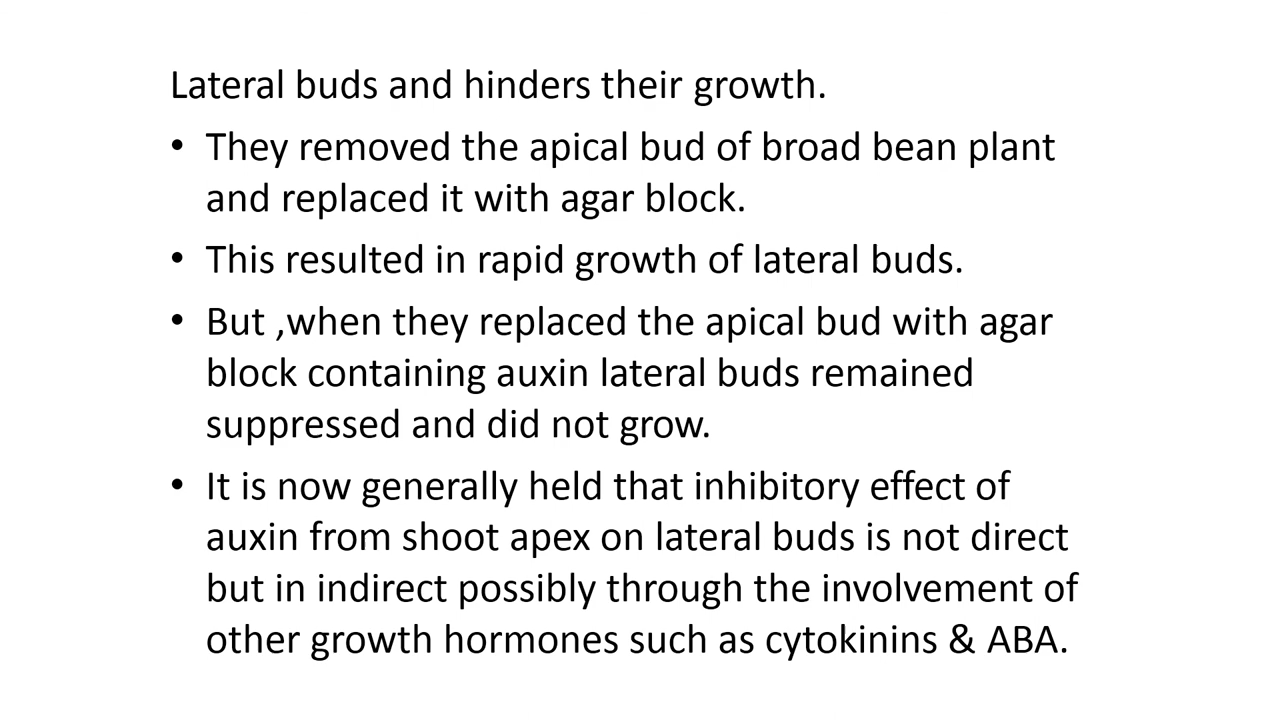 Lateral buds and hinders their growth.
• They removed the apical bud of broad bean plant
and replaced it with agar block.
• This resulted in rapid growth of lateral buds.
• But ,when they replaced the apical bud with agar
block containing auxin lateral buds remained
suppressed and did not grow.
• It is now generally held that inhibitory effect of
auxin from shoot apex on lateral buds is not direct
but in indirect possibly through the involvement of
other growth hormones such as cytokinins & ABA.